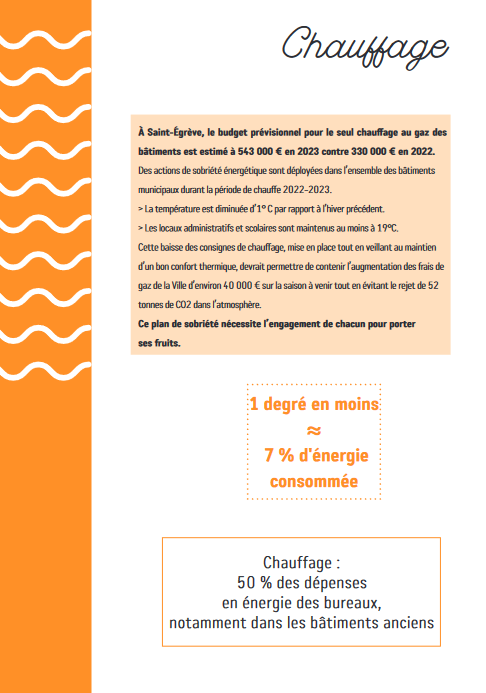 Chauffage
À Saint-Égrève, le budget prévisionnel pour le seul chauffage au gaz des
bâtiments est estimé à 543 000 € en 2023 contre 330 000 € en 2022.
Des actions de sobriété énergétique sont déployées dans l'ensemble des bâtiments
municipaux durant la période de chauffe 2022-2023.
> La température est diminuée d'1° C par rapport à l'hiver précédent.
> Les locaux administratifs et scolaires sont maintenus au moins à 19°C.
Cette baisse des consignes de chauffage, mise en place tout en veillant au maintien
d'un bon confort thermique, devrait permettre de contenir l'augmentation des frais de
gaz de la Ville d'environ 40 000 € sur la saison à venir tout en évitant le rejet de 52
tonnes de CO2 dans l'atmosphère.
Ce plan de sobriété nécessite l'engagement de chacun pour porter
ses fruits.
1 degré en moins
≈
7 % d'énergie
consommée
Chauffage :
50 % des dépenses
en énergie des bureaux,
notamment dans les bâtiments anciens